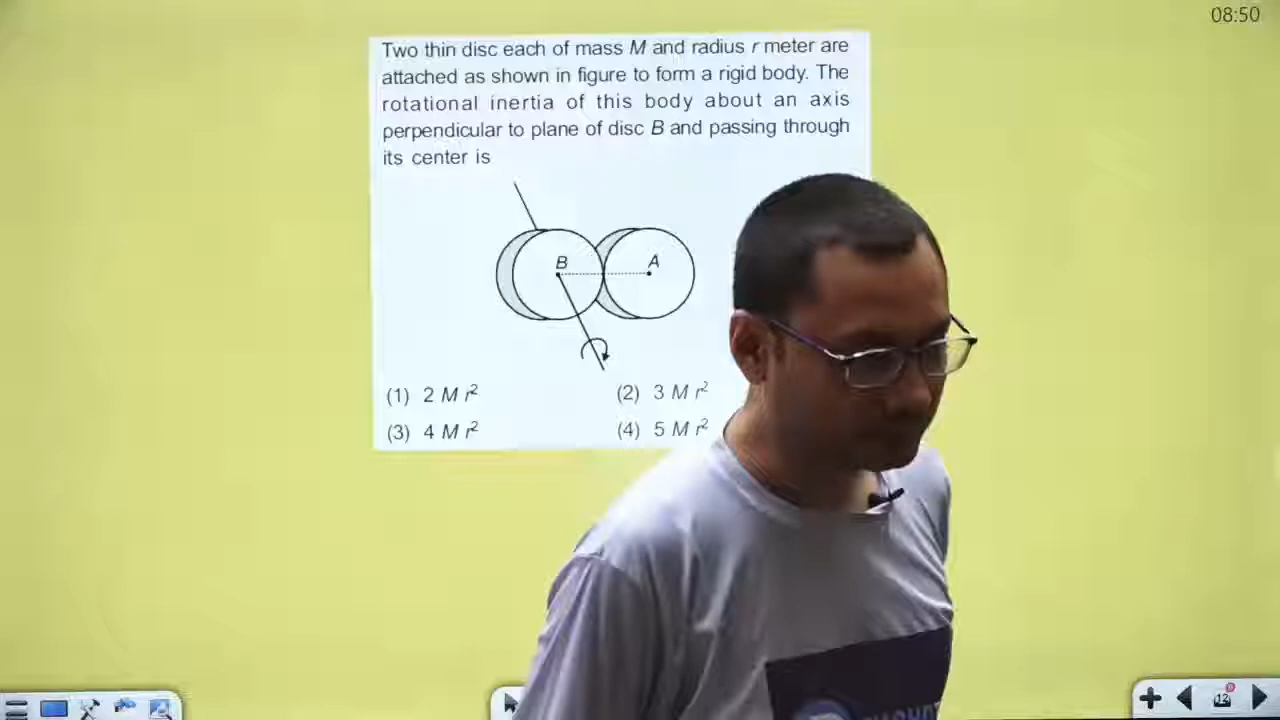 08:50
Two thin disc each of mass M and radius r meter are
attached as shown in figure to form a rigid body. The
rotational inertia of this body about an axis
perpendicular to plane of disc B and passing through
its center is
B
A
(1) 2 M r²
(2) 3 M r²
(3) 4 M r²
(4) 5 M r²
12